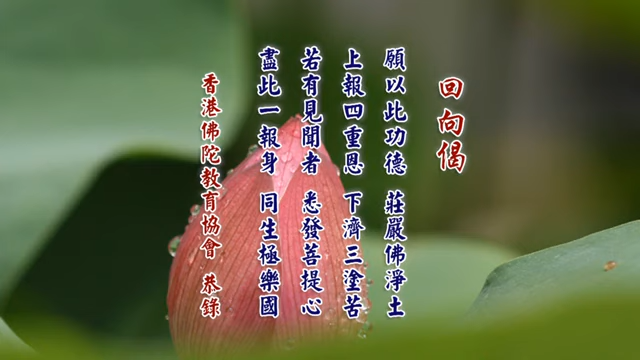 回向偈
願以此功德 莊嚴佛淨土
上報四重恩 下濟三塗苦
若有見聞者 悉發菩提心
盡此一報身 同生極樂國
香港佛陀教育協會 恭錄